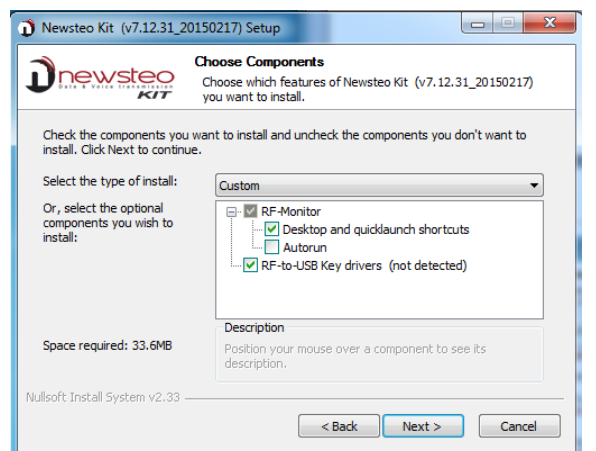 Newsteo Kit (v7.12.31_20150217) Setup
newsteo
Data & Voice transmission
KIT
Choose Components
Choose which features of Newsteo Kit (v7.12.31_20150217)
you want to install.
Check the components you want to install and uncheck the components you don't want to
install. Click Next to continue.
Select the type of install:
Custom
Or, select the optional
components you wish to
install:
RF-Monitor
Desktop and quicklaunch shortcuts
Autorun
RF-to-USB Key drivers (not detected)
Space required: 33.6MB
Description
Position your mouse over a component to see its
description.
Nullsoft Install System v2.33
< Back
Next >
Cancel